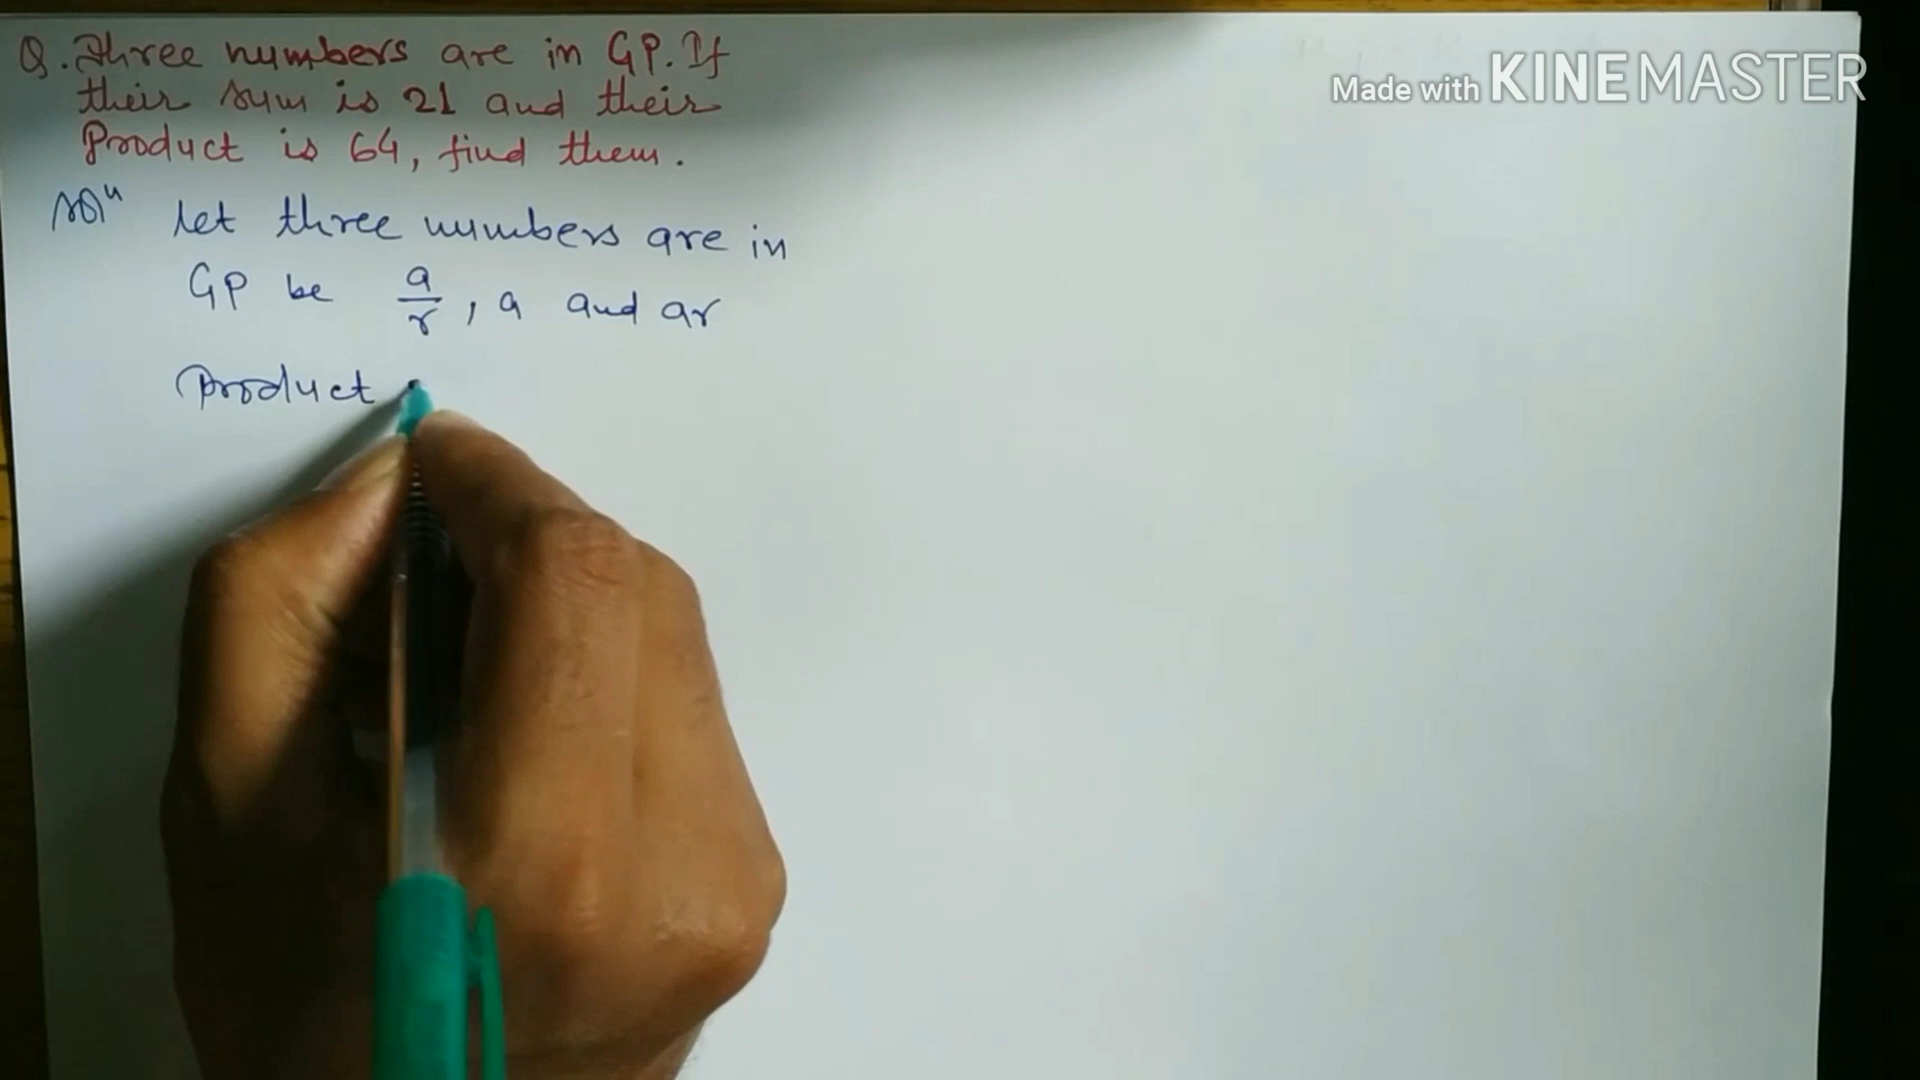 Q. Three numbers are in GP. If
their sum is 21 and their
Product is 64, find them.
Made with KINEMASTER
Solⁿ let three numbers are in
GP be a/r, a and ar
Product